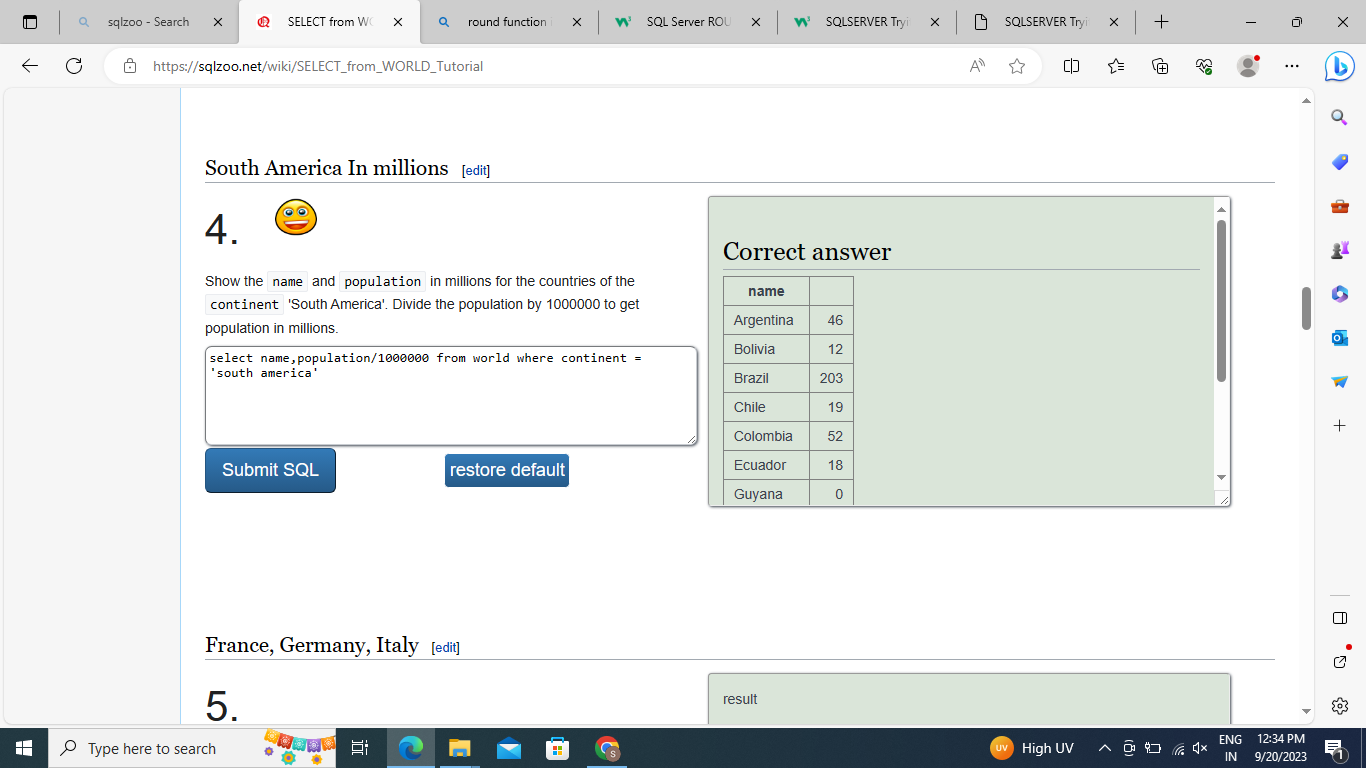 sqlzoo - Search
SELECT from WO
round function i
SQL Server ROU
SQLSERVER Tryi
SQLSERVER Tryi
https://sqlzoo.net/wiki/SELECT_from_WORLD_Tutorial
South America In millions [edit]
4.
Show the name and population in millions for the countries of the
continent 'South America'. Divide the population by 1000000 to get
population in millions.
select name,population/1000000 from world where continent =
'south america'
Submit SQL restore default
Correct answer
name
Argentina 46
Bolivia 12
Brazil 203
Chile 19
Colombia 52
Ecuador 18
Guyana 0
France, Germany, Italy [edit]
5.
result
Type here to search
UV High UV
ENG
IN
12:34 PM
9/20/2023
1